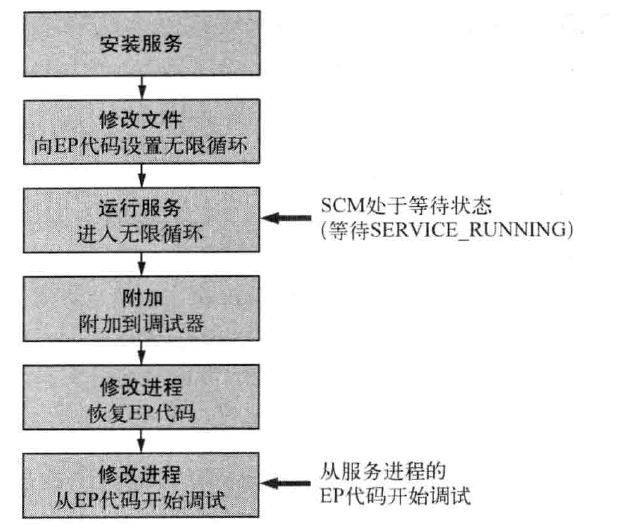 安装服务
修改文件
向EP代码设置无限循环
运行服务
进入无限循环
SCM处于等待状态
(等待SERVICE_RUNNING)
附加
附加到调试器
修改进程
恢复EP代码
修改进程
从EP代码开始调试
从服务进程的
EP代码开始调试